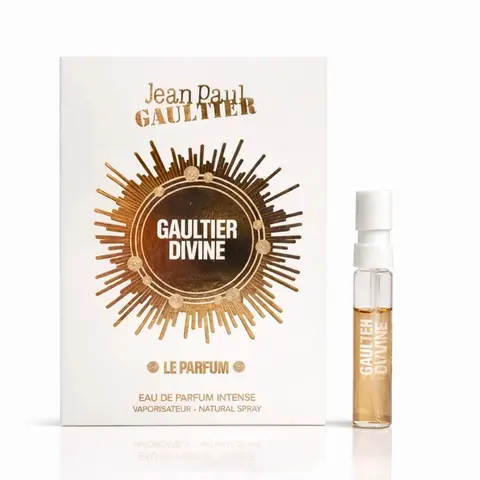 Jean Paul
GAULTIER
GAULTIER
DIVINE
LE PARFUM
EAU DE PARFUM INTENSE
VAPORISATEUR - NATURAL SPRAY
GAULTIER
DIVINE